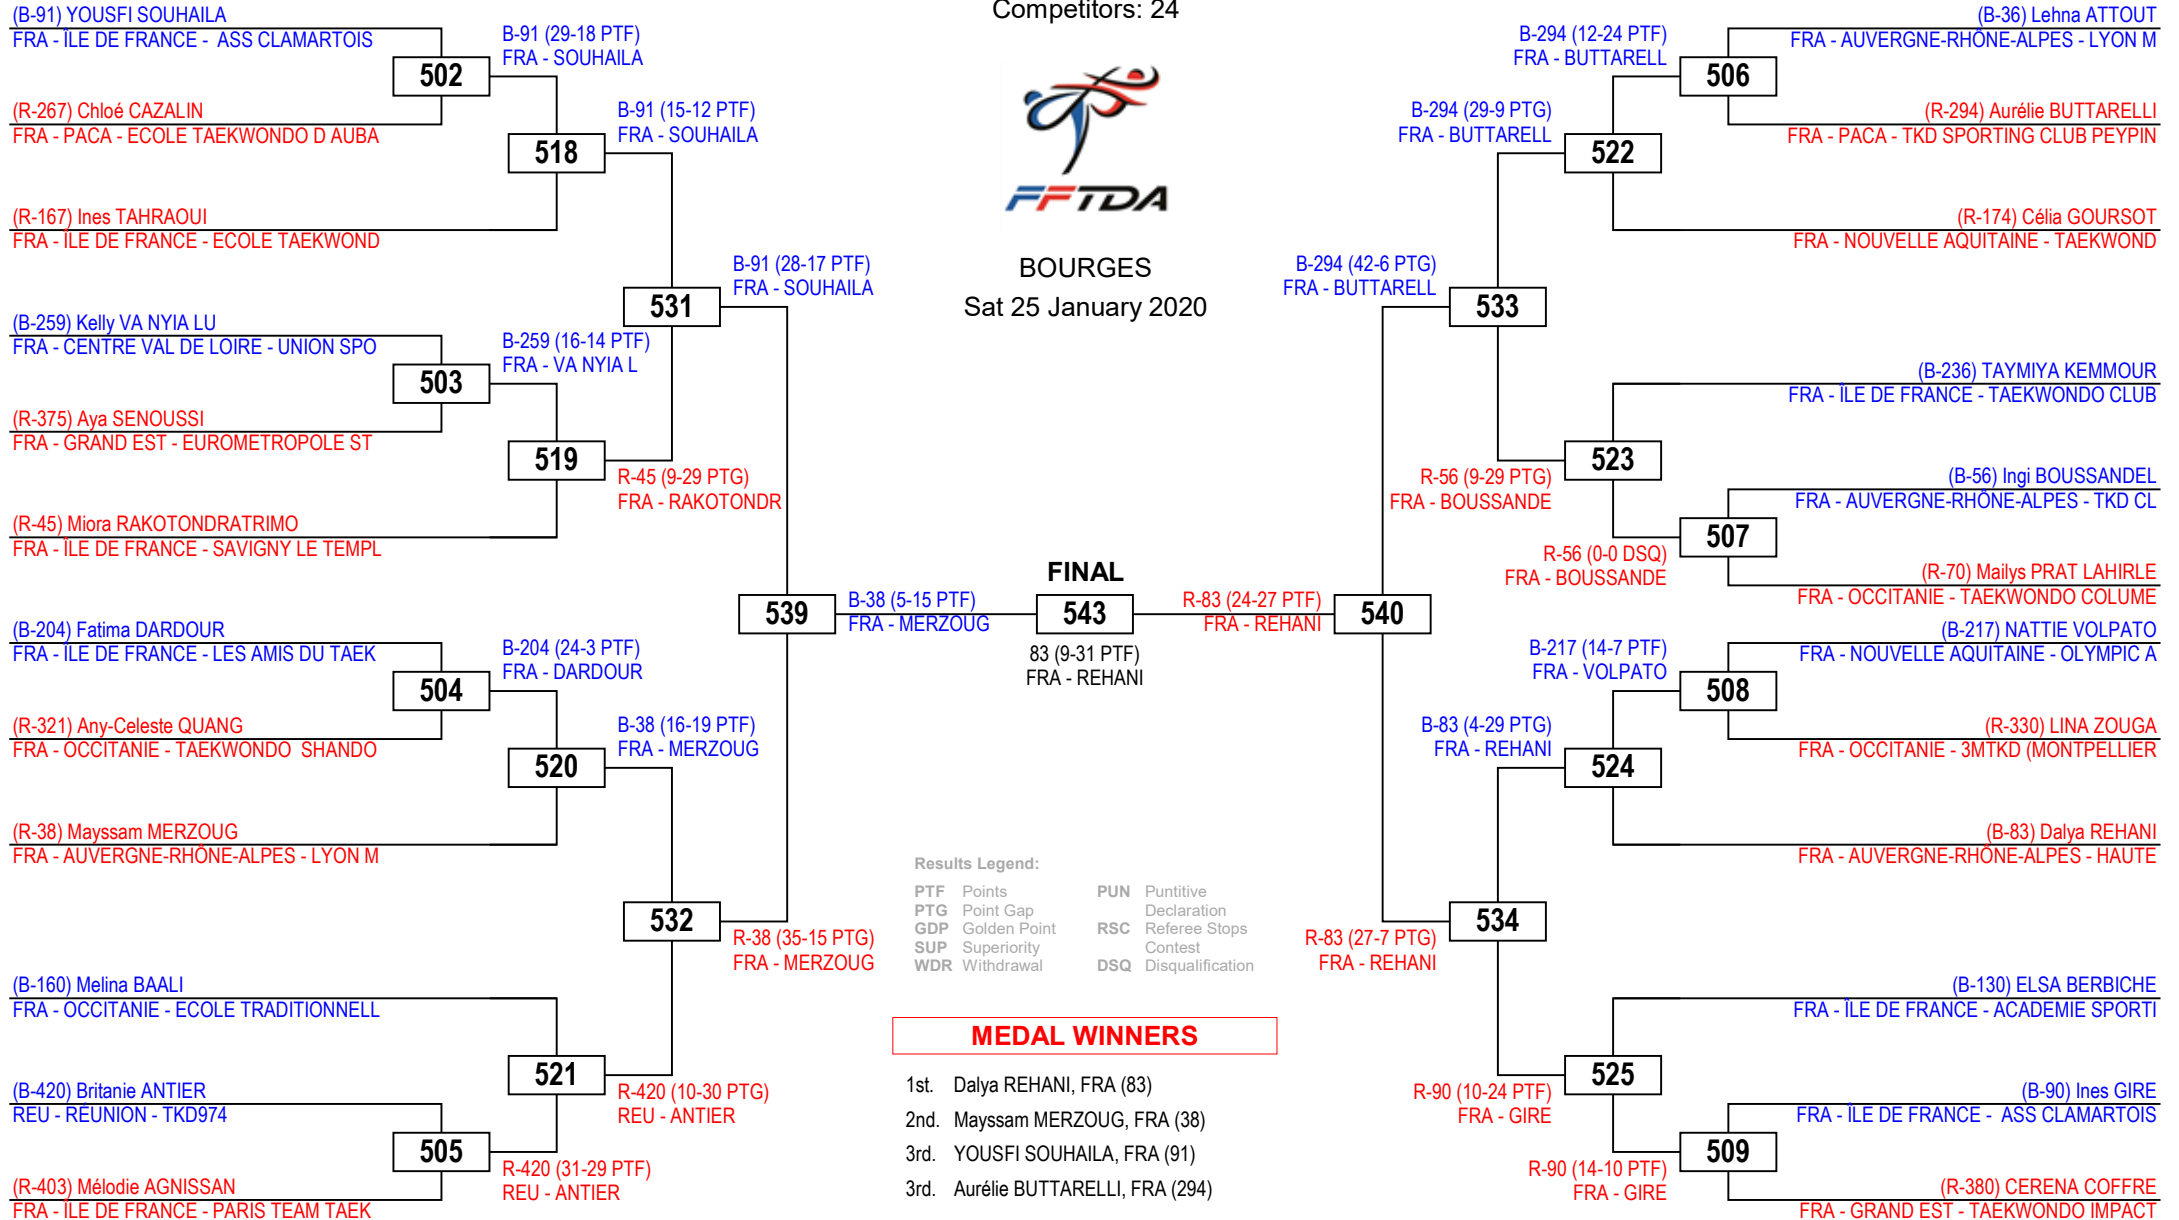 Competitors: 24
FFTDA
BOURGES
Sat 25 January 2020
(B-91) YOUSFI SOUHAILA
FRA - ÎLE DE FRANCE - ASS CLAMARTOIS
502
B-91 (29-18 PTF)
FRA - SOUHAILA
(R-267) Chloé CAZALIN
FRA - PACA - ECOLE TAEKWONDO D AUBA
518
B-91 (15-12 PTF)
FRA - SOUHAILA
(R-167) Ines TAHRAOUI
FRA - ÎLE DE FRANCE - ECOLE TAEKWOND
531
B-91 (28-17 PTF)
FRA - SOUHAILA
(B-259) Kelly VA NYIA LU
FRA - CENTRE VAL DE LOIRE - UNION SPO
503
B-259 (16-14 PTF)
FRA - VA NYIA L
(R-375) Aya SENOUSSI
FRA - GRAND EST - EUROMETROPOLE ST
519
R-45 (9-29 PTG)
FRA - RAKOTONDR
(R-45) Miora RAKOTONDRATRIMO
FRA - ÎLE DE FRANCE - SAVIGNY LE TEMPL
539
B-38 (5-15 PTF)
FRA - MERZOUG
(B-204) Fatima DARDOUR
FRA - ÎLE DE FRANCE - LES AMIS DU TAEK
504
B-204 (24-3 PTF)
FRA - DARDOUR
(R-321) Any-Celeste QUANG
FRA - OCCITANIE - TAEKWONDO SHANDO
520
B-38 (16-19 PTF)
FRA - MERZOUG
(R-38) Mayssam MERZOUG
FRA - AUVERGNE-RHÔNE-ALPES - LYON M
532
R-38 (35-15 PTG)
FRA - MERZOUG
(B-160) Melina BAALI
FRA - OCCITANIE - ECOLE TRADITIONNELL
521
R-420 (10-30 PTG)
REU - ANTIER
(B-420) Britanie ANTIER
REU - RÉUNION - TKD974
505
R-420 (31-29 PTF)
REU - ANTIER
(R-403) Mélodie AGNISSAN
FRA - ÎLE DE FRANCE - PARIS TEAM TAEK
FINAL
543
83 (9-31 PTF)
FRA - REHANI
(B-36) Lehna ATTOUT
FRA - AUVERGNE-RHÔNE-ALPES - LYON M
B-294 (12-24 PTF)
FRA - BUTTARELL
506
(R-294) Aurélie BUTTARELLI
FRA - PACA - TKD SPORTING CLUB PEYPIN
B-294 (29-9 PTG)
FRA - BUTTARELL
522
(R-174) Célia GOURSOT
FRA - NOUVELLE AQUITAINE - TAEKWOND
B-294 (42-6 PTG)
FRA - BUTTARELL
533
(B-236) TAYMIYA KEMMOUR
FRA - ÎLE DE FRANCE - TAEKWONDO CLUB
R-56 (9-29 PTG)
FRA - BOUSSANDE
523
(B-56) Ingi BOUSSANDEL
FRA - AUVERGNE-RHÔNE-ALPES - TKD CL
R-56 (0-0 DSQ)
FRA - BOUSSANDE
507
(R-70) Mailys PRAT LAHIRLE
FRA - OCCITANIE - TAEKWONDO COLUME
R-83 (24-27 PTF)
FRA - REHANI
540
(B-217) NATTIE VOLPATO
FRA - NOUVELLE AQUITAINE - OLYMPIC A
B-217 (14-7 PTF)
FRA - VOLPATO
508
(R-330) LINA ZOUGA
FRA - OCCITANIE - 3MTKD (MONTPELLIER
B-83 (4-29 PTG)
FRA - REHANI
524
(B-83) Dalya REHANI
FRA - AUVERGNE-RHÔNE-ALPES - HAUTE
R-83 (27-7 PTG)
FRA - REHANI
534
(B-130) ELSA BERBICHE
FRA - ÎLE DE FRANCE - ACADEMIE SPORTI
R-90 (10-24 PTF)
FRA - GIRE
525
(B-90) Ines GIRE
FRA - ÎLE DE FRANCE - ASS CLAMARTOIS
R-90 (14-10 PTF)
FRA - GIRE
509
(R-380) CERENA COFFRE
FRA - GRAND EST - TAEKWONDO IMPACT
Results Legend:
PTF Points
PTG Point Gap
GDP Golden Point
SUP Superiority
WDR Withdrawal
PUN Puntitive
Declaration
RSC Referee Stops
Contest
DSQ Disqualification
MEDAL WINNERS
1st. Dalya REHANI, FRA (83)
2nd. Mayssam MERZOUG, FRA (38)
3rd. YOUSFI SOUHAILA, FRA (91)
3rd. Aurélie BUTTARELLI, FRA (294)